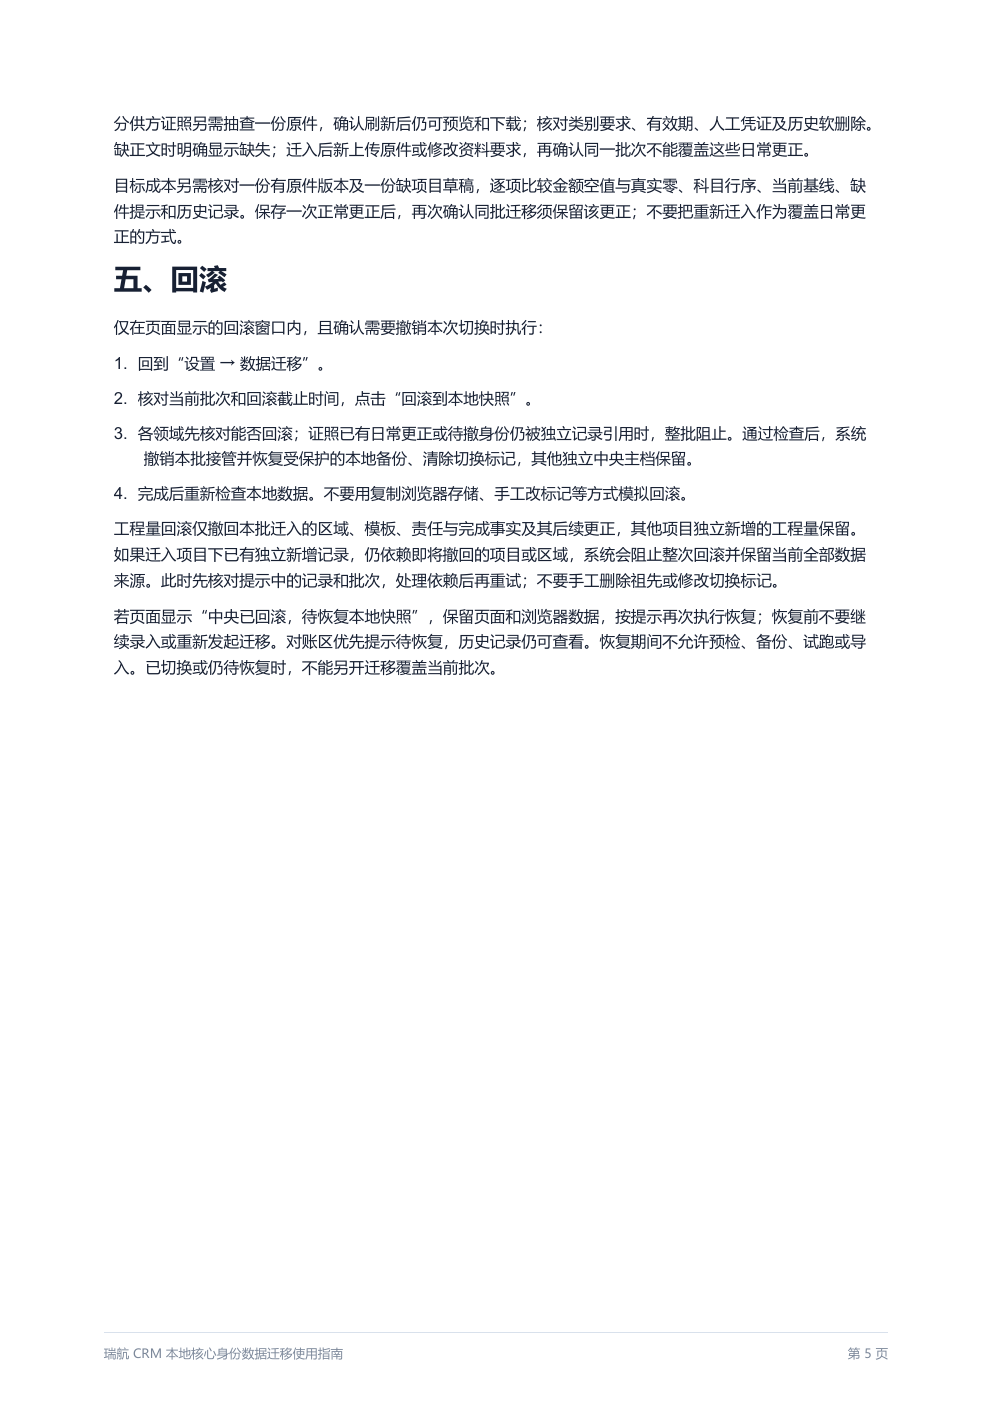 分供方证照另需抽查一份原件，确认刷新后仍可预览和下载；核对类别要求、有效期、人工凭证及历史软删除。
缺正文时明确显示缺失；迁入后新上传原件或修改资料要求，再确认同一批次不能覆盖这些日常更正。
目标成本另需核对一份有原件版本及一份缺项目草稿，逐项比较金额空值与真实零、科目行序、当前基线、缺
件提示和历史记录。保存一次正常更正后，再次确认同批迁移须保留该更正；不要把重新迁入作为覆盖日常更
正的方式。
五、回滚
仅在页面显示的回滚窗口内，且确认需要撤销本次切换时执行：
1. 回到“设置 → 数据迁移”。
2. 核对当前批次和回滚截止时间，点击“回滚到本地快照”。
3. 各领域先核对能否回滚；证照已有日常更正或待撤身份仍被独立记录引用时，整批阻止。通过检查后，系统
撤销本批接管并恢复受保护的本地备份、清除切换标记，其他独立中央主档保留。
4. 完成后重新检查本地数据。不要用复制浏览器存储、手工改标记等方式模拟回滚。
工程量回滚仅撤回本批迁入的区域、模板、责任与完成事实及其后续更正，其他项目独立新增的工程量保留。
如果迁入项目下已有独立新增记录，仍依赖即将撤回的项目或区域，系统会阻止整次回滚并保留当前全部数据
来源。此时先核对提示中的记录和批次，处理依赖后再重试；不要手工删除祖先或修改切换标记。
若页面显示“中央已回滚，待恢复本地快照”，保留页面和浏览器数据，按提示再次执行恢复；恢复前不要继
续录入或重新发起迁移。对账区优先提示待恢复，历史记录仍可查看。恢复期间不允许预检、备份、试跑或导
入。已切换或仍待恢复时，不能另开迁移覆盖当前批次。
瑞航 CRM 本地核心身份数据迁移使用指南
第 5 页